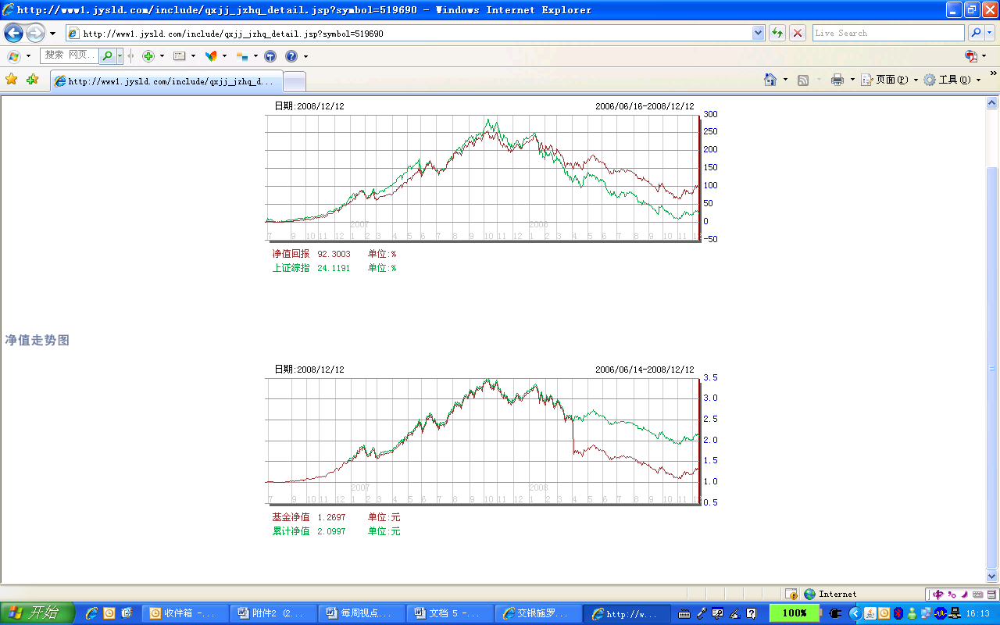 http://www1.jysld.com/include/qxjj_jzhq_detail.jsp?symbol=519690 - Windows Internet Explorer
http://www1.jysld.com/include/qxjj_jzhq_detail.jsp?symbol=519690
Live Search
搜索 网页...
http://www1.jysld.com/include/qxjj_jzhq_d...
页面(P)
工具(O)
日期:2008/12/12 2006/06/16-2008/12/12
300
250
200
150
100
50
0
-50
2007 2008
7 9 10 11 12 1 2 3 4 5 6 7 8 9 10 11 12 1 2 3 4 5 6 7 8 9 10 11 12
净值回报 92.3003 单位:%
上证综指 24.1191 单位:%
净值走势图
日期:2008/12/12 2006/06/14-2008/12/12
3.5
3.0
2.5
2.0
1.5
1.0
0.5
2007 2008
7 9 10 11 12 1 2 3 4 5 6 7 8 9 10 11 12 1 2 3 4 5 6 7 8 9 10 11 12
基金净值 1.2697 单位:元
累计净值 2.0997 单位:元
Internet
中
开始
收件箱 -...
附件2 (2...
每周视点...
文档 5 -...
交银施罗...
http://w...
100%
16:13